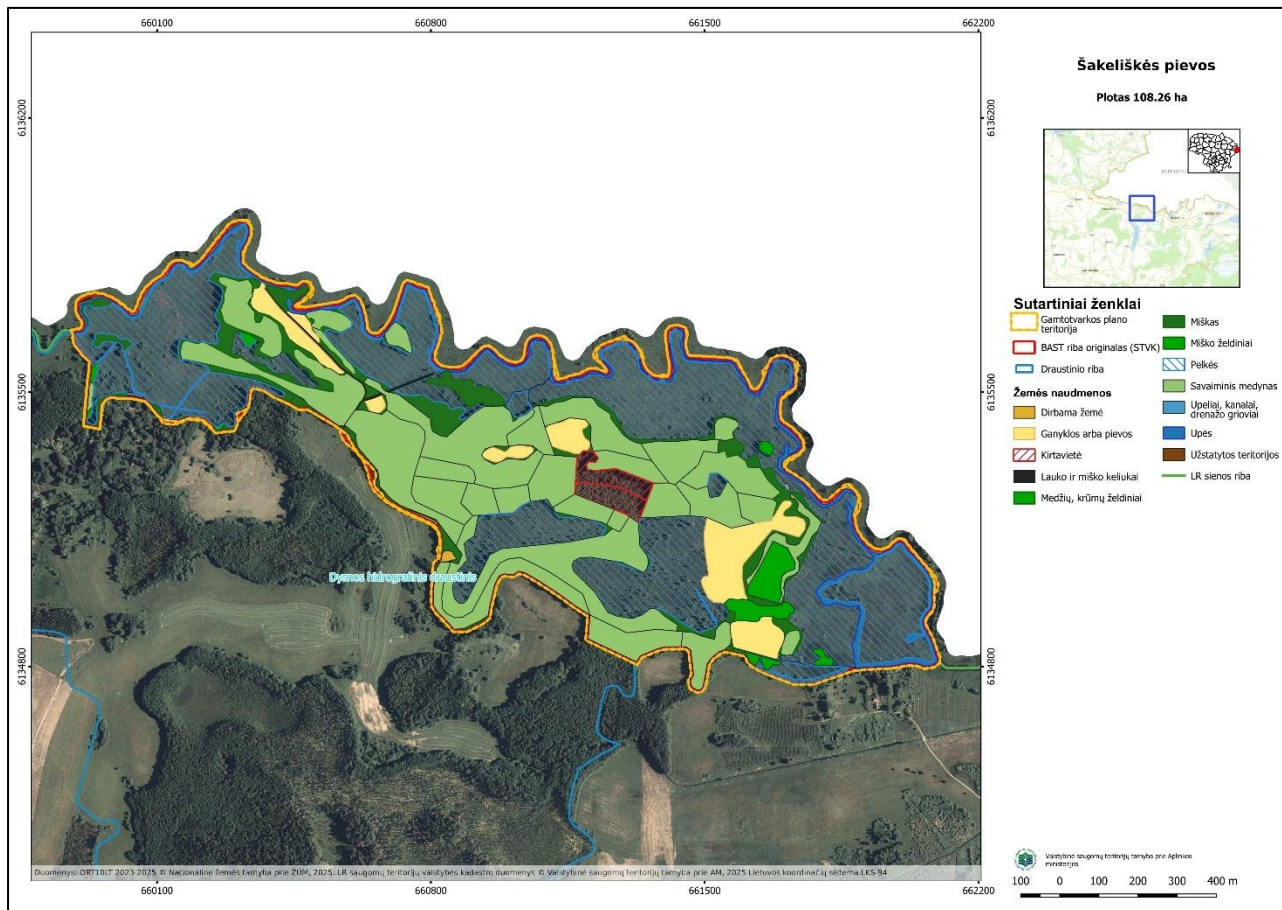 660100
660800
661500
662200
6136200
6136200
6135500
6135500
6134800
6134800
Dysnos hidrografinis draustinis
Duomenys: ORT10LT 2023-2025 © Nacionalinė žemės tarnyba prie ŽŪM, 2025; LR saugomų teritorijų valstybės kadastro duomenys © Valstybinė saugomų teritorijų tarnyba prie AM, 2025 Lietuvos koordinačių sistema LKS-94
660100
660800
661500
662200
Šakeliškės pievos
Plotas 108.26 ha
Sutartiniai ženklai
Gamtotvarkos plano
teritorija
BAST riba originalas (STVK)
Draustinio riba
Žemės naudmenos
Dirbama žemė
Ganyklos arba pievos
Kirtavietė
Lauko ir miško keliukai
Medžių, krūmų želdiniai
Miškas
Miško želdiniai
Pelkės
Savaiminis medynas
Upeliai, kanalai,
drenažo grioviai
Upės
Užstatytos teritorijos
LR sienos riba
Valstybinė saugomų teritorijų tarnyba prie Aplinkos
ministerijos
100 0 100 200 300 400 m